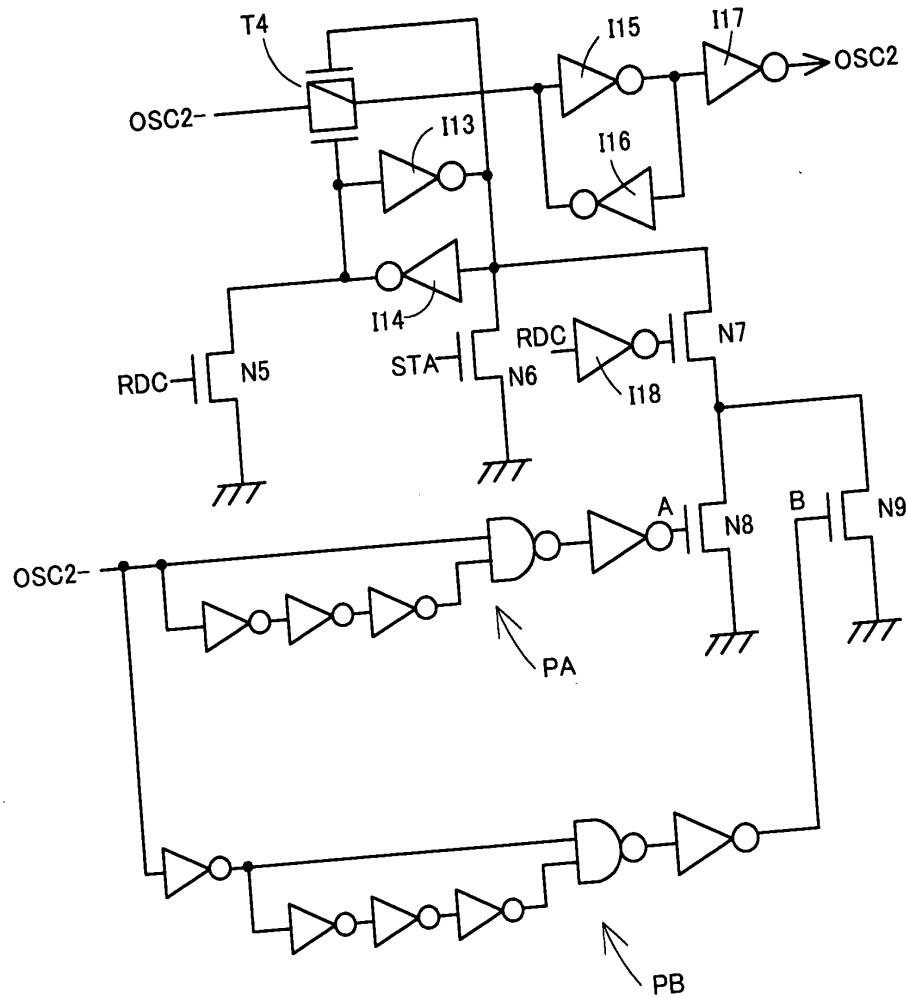 T4
I15
I17
OSC2-
OSC2
I13
I16
I14
RDC
N7
RDC
N5
STA
N6
I18
A
N8
B
N9
OSC2-
PA
PB